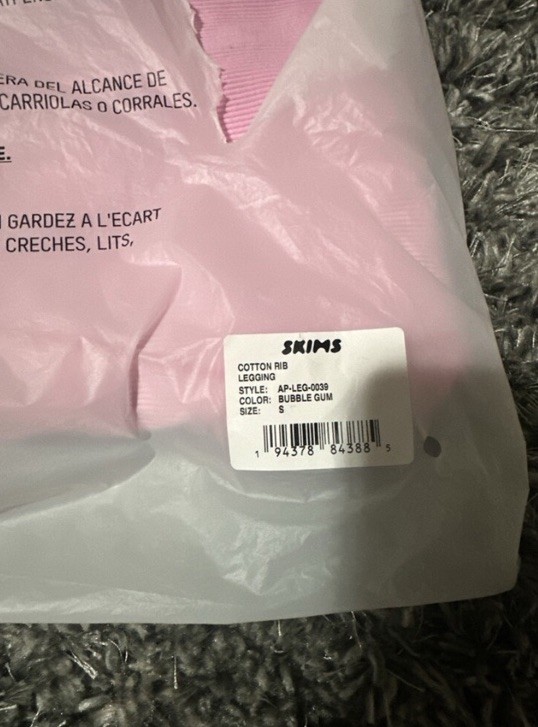 ERA DEL ALCANCE DE
CARRIOLAS O CORRALES.
E.
GARDEZ A L'ECART
CRECHES, LITS,
SKIMS
COTTON RIB
LEGGING
STYLE: AP-LEG-0039
COLOR: BUBBLE GUM
SIZE: S
1 94378 84388 5